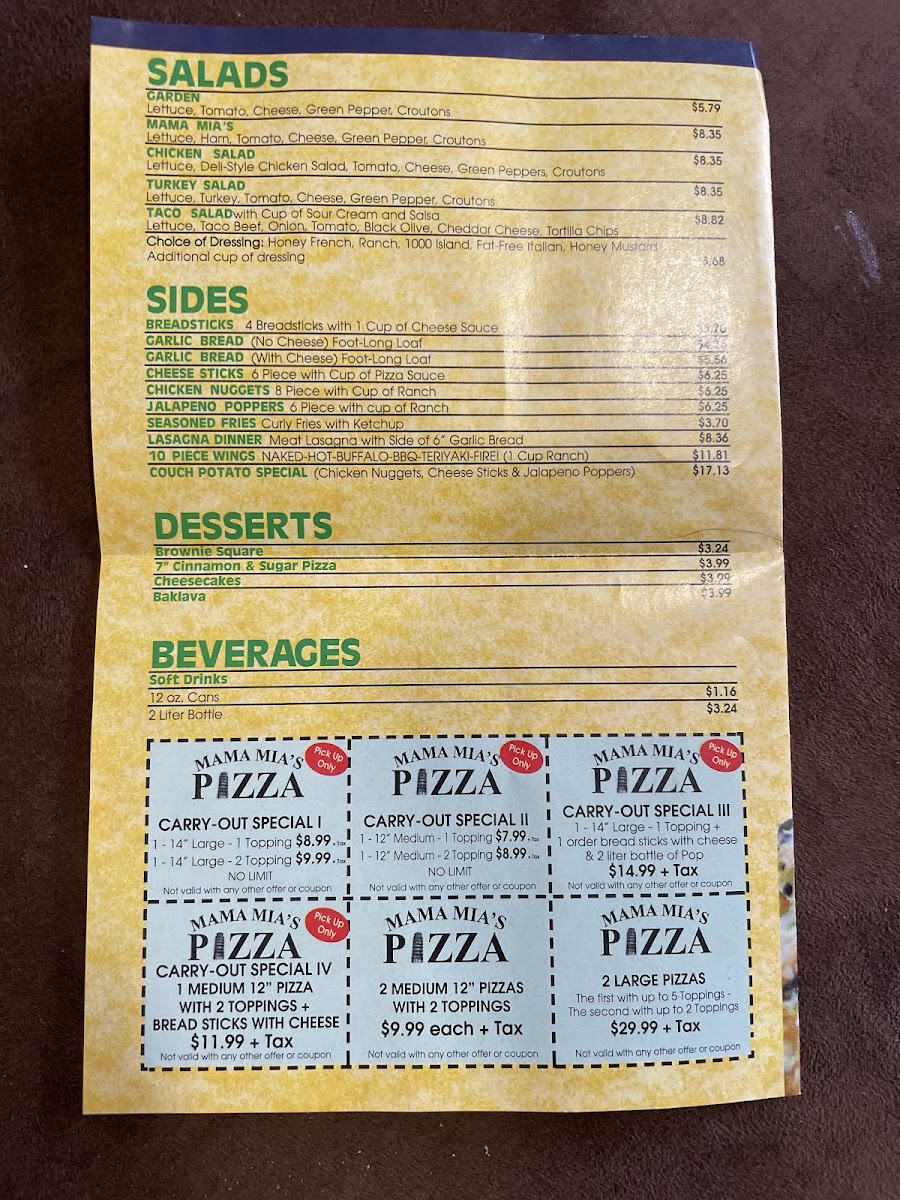 SALADS
GARDEN
Lettuce, Tomato, Cheese, Green Pepper, Croutons $5.79
MAMA MIA'S
Lettuce, Ham, Tomato, Cheese, Green Pepper, Croutons $8.35
CHICKEN SALAD
Lettuce, Deli-Style Chicken Salad, Tomato, Cheese, Green Peppers, Croutons $8.35
TURKEY SALAD
Lettuce, Turkey, Tomato, Cheese, Green Pepper, Croutons $8.35
TACO SALAD with Cup of Sour Cream and Salsa
Lettuce, Taco Beef, Onion, Tomato, Black Olive, Cheddar Cheese, Tortilla Chips $8.82
Choice of Dressing: Honey French, Ranch, 1000 Island, Fat-Free Italian, Honey Mustard
Additional cup of dressing .68
SIDES
BREADSTICKS 4 Breadsticks with 1 Cup of Cheese Sauce
GARLIC BREAD (No Cheese) Foot-Long Loaf
GARLIC BREAD (With Cheese) Foot-Long Loaf $5.56
CHEESE STICKS 6 Piece with Cup of Pizza Sauce $6.25
CHICKEN NUGGETS 8 Piece with Cup of Ranch $6.25
JALAPENO POPPERS 6 Piece with cup of Ranch $6.25
SEASONED FRIES Curly Fries with Ketchup $3.70
LASAGNA DINNER Meat Lasagna with Side of 6" Garlic Bread $8.36
10 PIECE WINGS NAKED-HOT-BUFFALO-BBQ-TERIYAKI-FIRE! (1 Cup Ranch) $11.81
COUCH POTATO SPECIAL (Chicken Nuggets, Cheese Sticks & Jalapeno Poppers) $17.13
DESSERTS
Brownie Square $3.24
7" Cinnamon & Sugar Pizza $3.99
Cheesecakes $3.99
Baklava $3.99
BEVERAGES
Soft Drinks
12 oz. Cans $1.16
2 Liter Bottle $3.24
MAMA MIA'S
PIZZA
Pick Up
Only
CARRY-OUT SPECIAL I
1 - 14" Large - 1 Topping $8.99 + Tax
1 - 14" Large - 2 Topping $9.99 + Tax
NO LIMIT
Not valid with any other offer or coupon
MAMA MIA'S
PIZZA
Pick Up
Only
CARRY-OUT SPECIAL II
1 - 12" Medium - 1 Topping $7.99 + Tax
1 - 12" Medium - 2 Topping $8.99 + Tax
NO LIMIT
Not valid with any other offer or coupon
MAMA MIA'S
PIZZA
Pick Up
Only
CARRY-OUT SPECIAL III
1 - 14" Large - 1 Topping +
1 order bread sticks with cheese
& 2 liter bottle of Pop
$14.99 + Tax
Not valid with any other offer or coupon
MAMA MIA'S
PIZZA
Pick Up
Only
CARRY-OUT SPECIAL IV
1 MEDIUM 12" PIZZA
WITH 2 TOPPINGS +
BREAD STICKS WITH CHEESE
$11.99 + Tax
Not valid with any other offer or coupon
MAMA MIA'S
PIZZA
2 MEDIUM 12" PIZZAS
WITH 2 TOPPINGS
$9.99 each + Tax
Not valid with any other offer or coupon
MAMA MIA'S
PIZZA
2 LARGE PIZZAS
The first with up to 5 Toppings -
The second with up to 2 Toppings
$29.99 + Tax
Not valid with any other offer or coupon